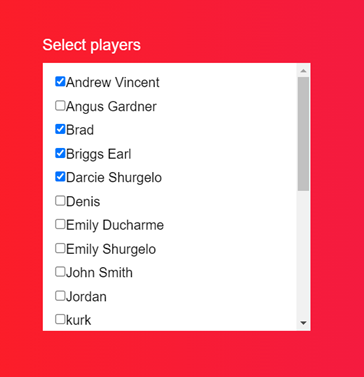 Select players
Andrew Vincent
Angus Gardner
Brad
Briggs Earl
Darcie Shurgelo
Denis
Emily Ducharme
Emily Shurgelo
John Smith
Jordan
kurk